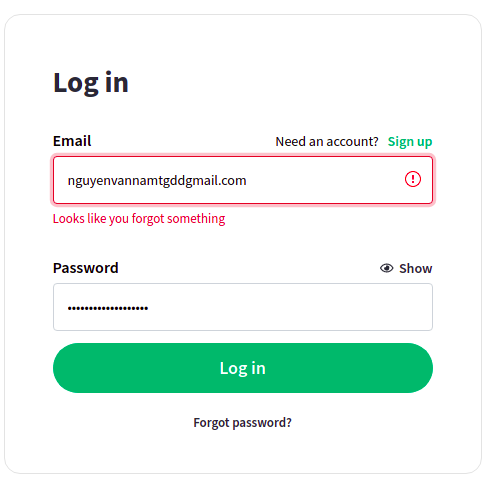 Log in
Email
Need an account? Sign up
nguyenvannamtgddgmail.com
Looks like you forgot something
Password
Show
•••••••••••••••••••
Log in
Forgot password?